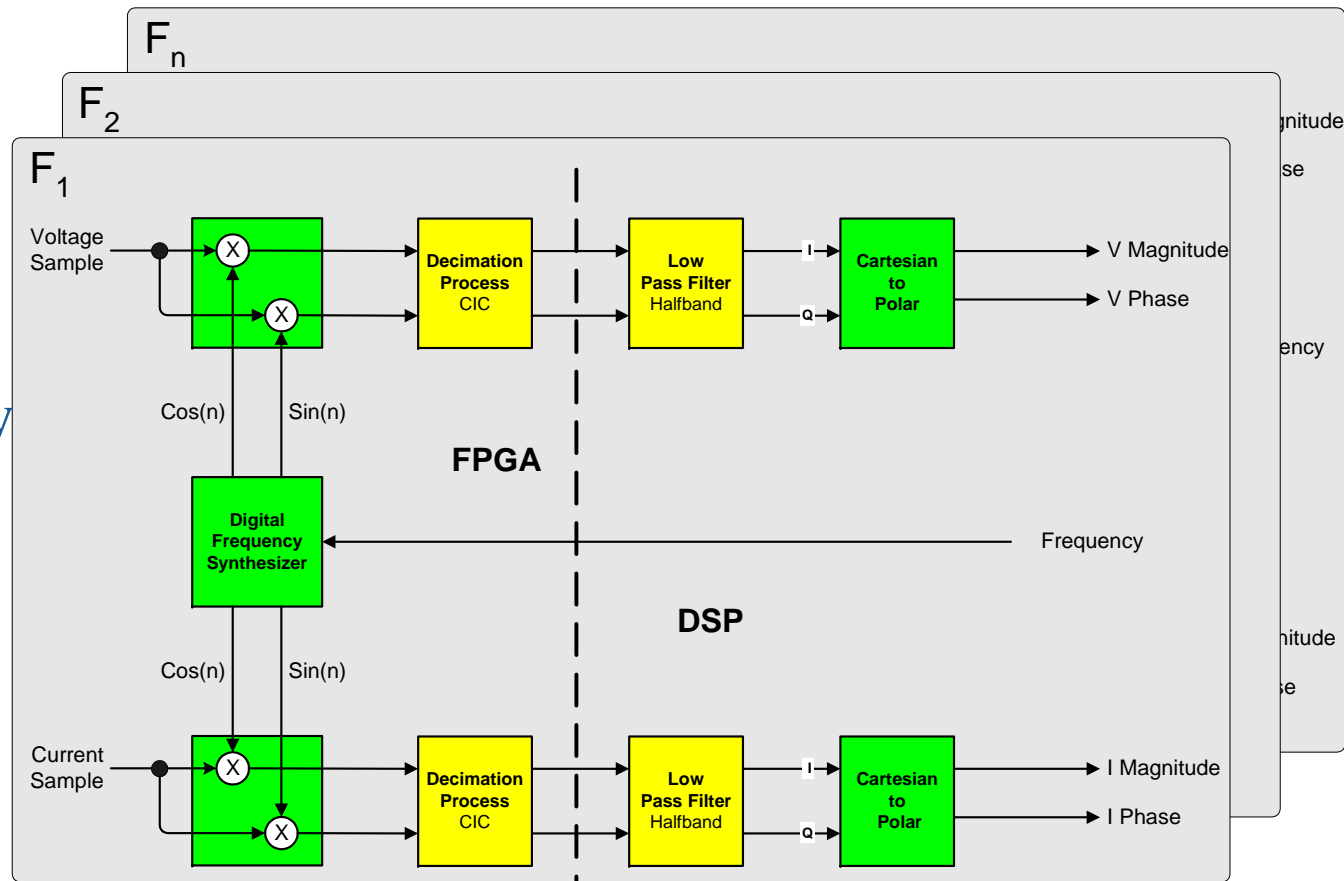 Fn
F2
F1
Voltage
Sample
X
X
Decimation
Process
CIC
Low
Pass Filter
Halfband
I
Q
Cartesian
to
Polar
V Magnitude
V Phase
Cos(n)
Sin(n)
FPGA
Digital
Frequency
Synthesizer
Frequency
DSP
Cos(n)
Sin(n)
Current
Sample
X
X
Decimation
Process
CIC
Low
Pass Filter
Halfband
I
Q
Cartesian
to
Polar
I Magnitude
I Phase